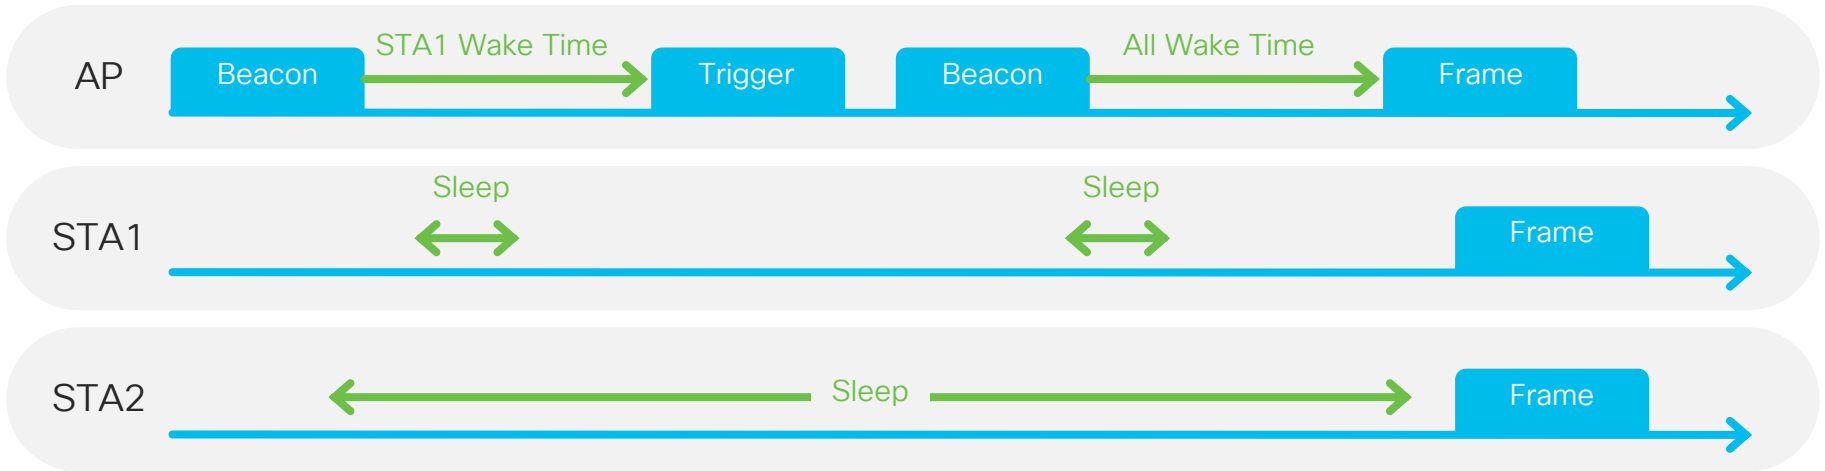 STA1 Wake Time
All Wake Time
AP
Beacon
Trigger
Beacon
Frame
Sleep
Sleep
STA1
Frame
STA2
Sleep
Frame